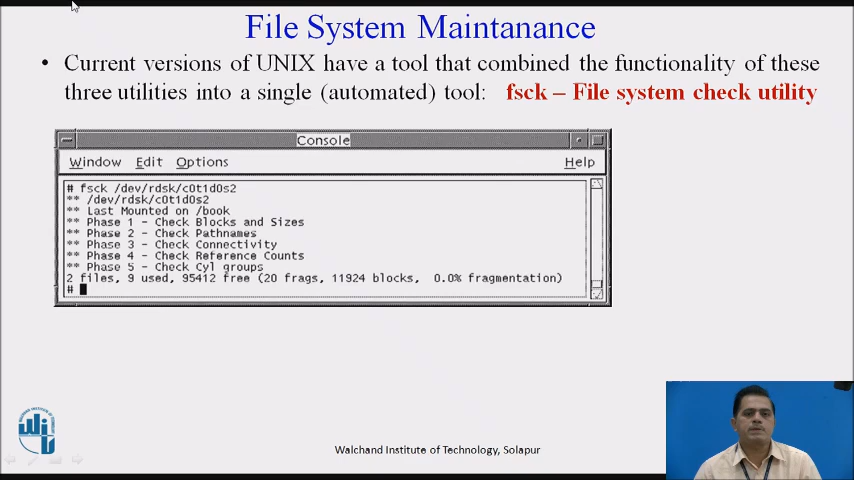 File System Maintanance
• Current versions of UNIX have a tool that combined the functionality of these
three utilities into a single (automated) tool: fsck – File system check utility
Console
Window Edit Options Help
# fsck /dev/rdsk/c0t1d0s2
** /dev/rdsk/c0t1d0s2
** Last Mounted on /book
** Phase 1 - Check Blocks and Sizes
** Phase 2 - Check Pathnames
** Phase 3 - Check Connectivity
** Phase 4 - Check Reference Counts
** Phase 5 - Check Cyl groups
2 files, 9 used, 95412 free (20 frags, 11924 blocks, 0.0% fragmentation)
#
Walchand Institute of Technology, Solapur